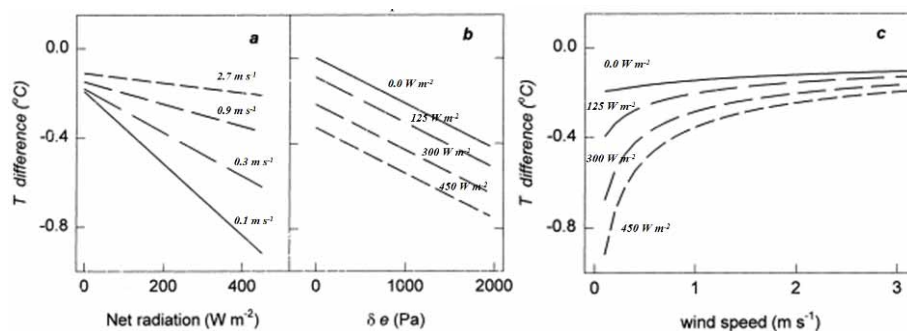 a
b
c
0.0
-0.4
-0.8
T difference (°C)
2.7 m s-1
0.9 m s-1
0.3 m s-1
0.1 m s-1
0 200 400
Net radiation (W m-2)
0.0 W m-2
125 W m-2
300 W m-2
450 W m-2
0 1000 2000
δ e (Pa)
T difference (°C)
0.0
-0.4
-0.8
0.0 W m-2
125 W m-2
300 W m-2
450 W m-2
0 1 2 3
wind speed (m s-1)